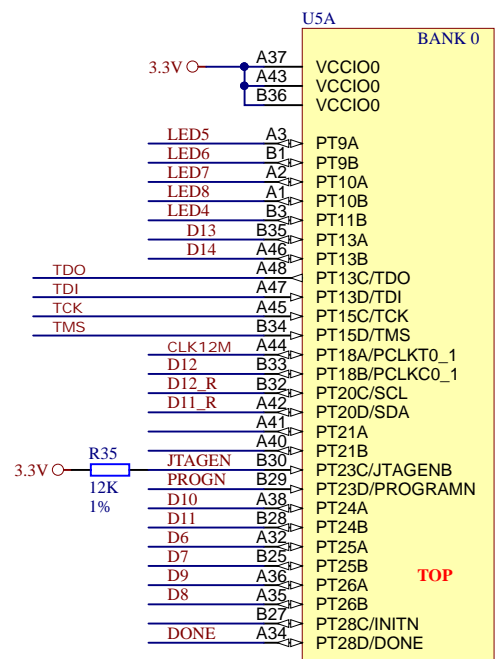 U5A
BANK 0
3.3V A37 VCCIO0
A43 VCCIO0
B36 VCCIO0
LED5 A3 PT9A
LED6 B1 PT9B
LED7 A2 PT10A
LED8 A1 PT10B
LED4 B3 PT11B
D13 B35 PT13A
D14 A46 PT13B
TDO A48 PT13C/TDO
TDI A47 PT13D/TDI
TCK A45 PT15C/TCK
TMS B34 PT15D/TMS
CLK12M A44 PT18A/PCLKT0_1
D12 B33 PT18B/PCLKC0_1
D12_R B32 PT20C/SCL
D11_R A42 PT20D/SDA
A41 PT21A
A40 PT21B
3.3V R35 JTAGEN B30 PT23C/JTAGENB
12K PROGN B29 PT23D/PROGRAMN
1% D10 A38 PT24A
D11 B28 PT24B
D6 A32 PT25A
D7 B25 PT25B
D9 A36 PT26A
TOP
D8 A35 PT26B
B27 PT28C/INITN
DONE A34 PT28D/DONE